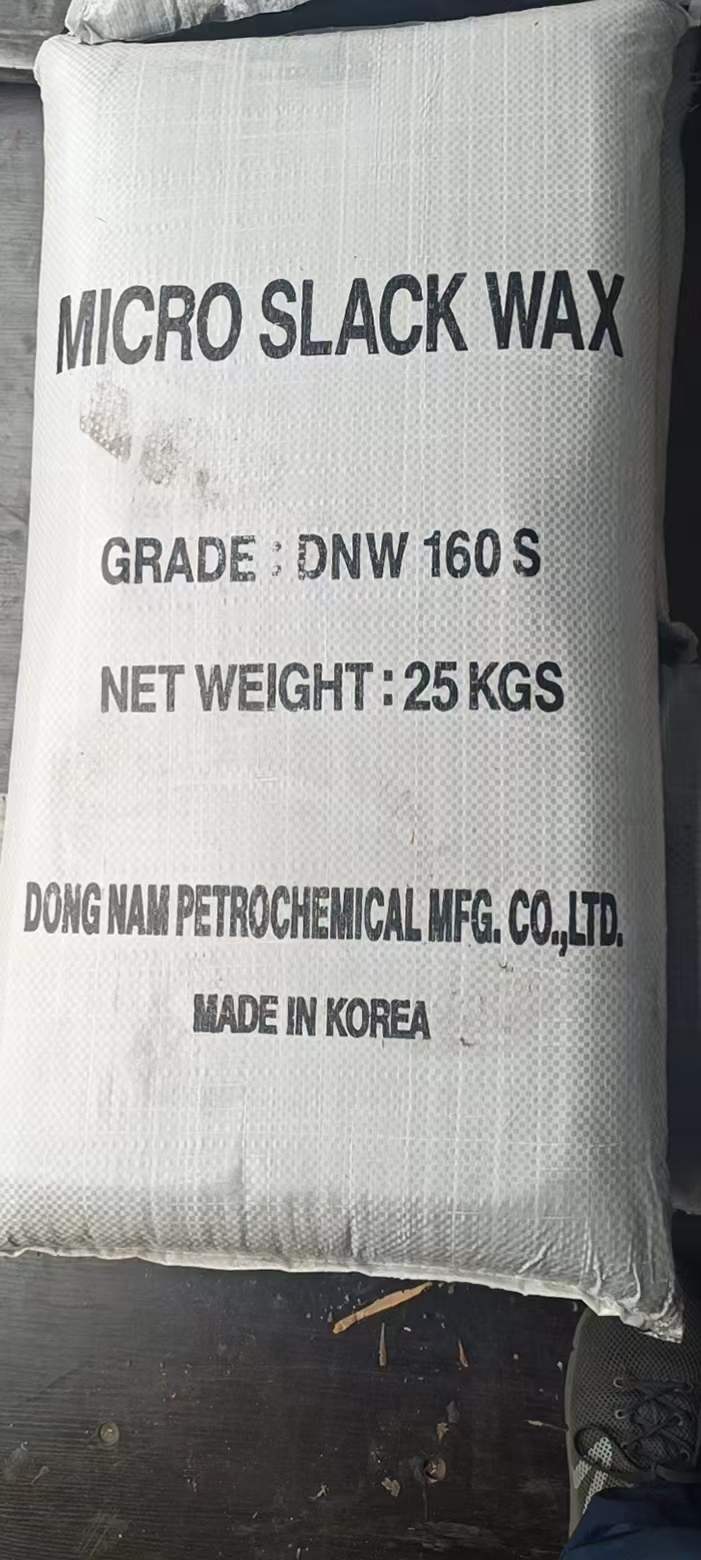 MICRO SLACK WAX
GRADE : DNW 160 S
NET WEIGHT : 25 KGS
DONG NAM PETROCHEMICAL MFG. CO.,LTD.
MADE IN KOREA